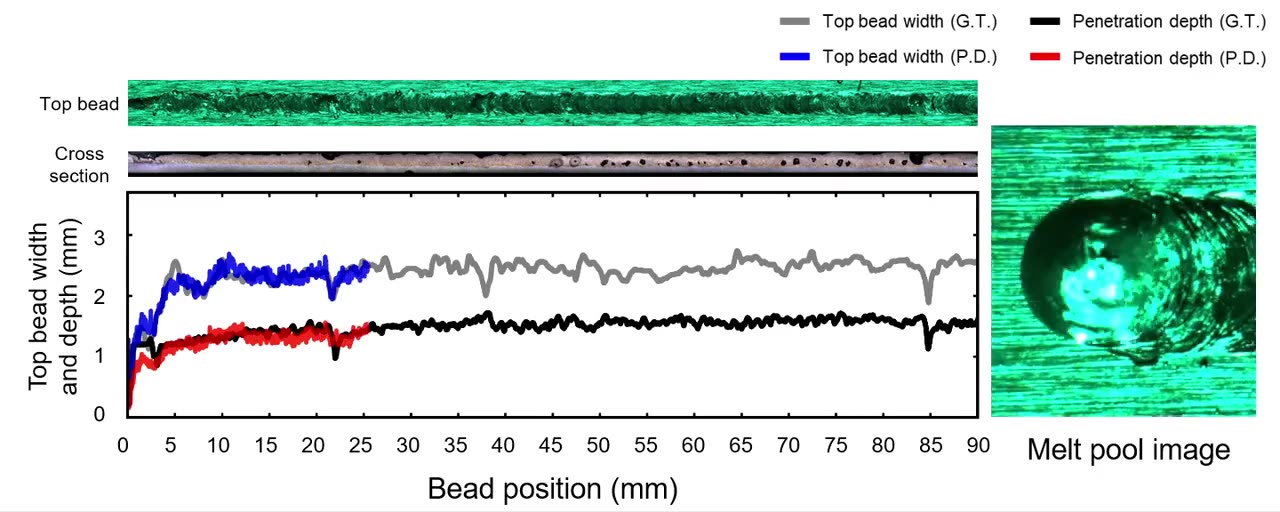 Top bead width (G.T.)
Penetration depth (G.T.)
Top bead width (P.D.)
Penetration depth (P.D.)
Top bead
Cross
section
Top bead width
and depth (mm)
3
2
1
0
0 5 10 15 20 25 30 35 40 45 50 55 60 65 70 75 80 85 90
Bead position (mm)
Melt pool image